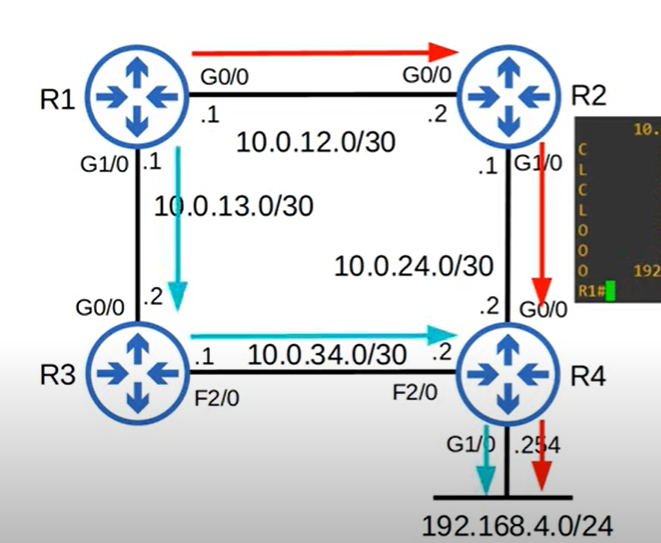 R1
G0/0
G0/0
R2
.1
.2
10.0.12.0/30
10.
G1/0
.1
.1
G1/0
C
L
C
L
O
O
O 192
R1#
10.0.13.0/30
10.0.24.0/30
G0/0
.2
.2
G0/0
R3
.1
10.0.34.0/30
.2
R4
F2/0
F2/0
G1/0
.254
192.168.4.0/24